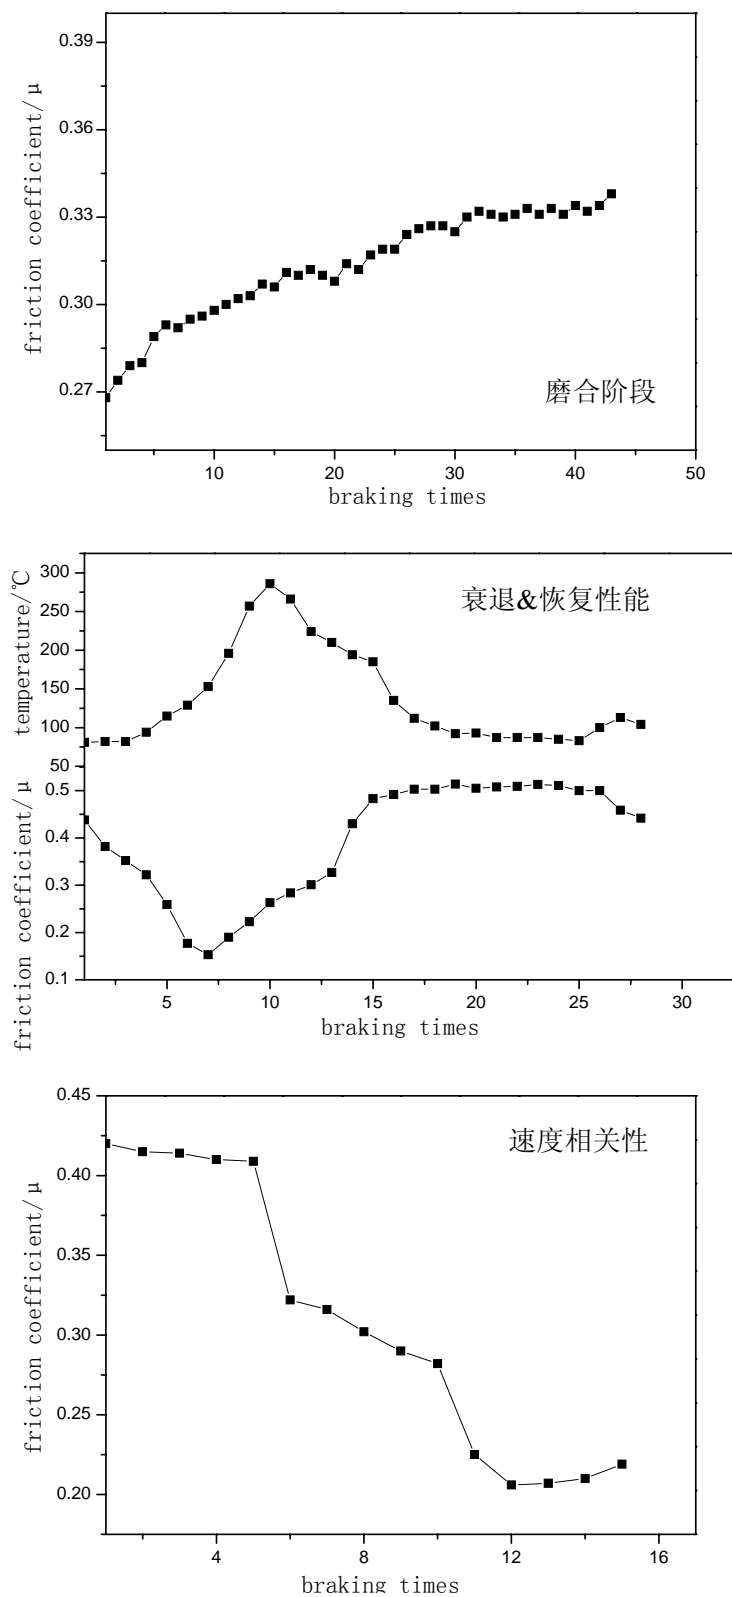 0.39
0.36
0.33
0.30
0.27
friction coefficient/μ
磨合阶段
10 20 30 40 50
braking times
300
250
200
150
100
50
temperature/℃
衰退&恢复性能
0.5
0.4
0.3
0.2
0.1
friction coefficient/μ
5 10 15 20 25 30
braking times
0.45
0.40
0.35
0.30
0.25
0.20
friction coefficient/μ
速度相关性
4 8 12 16
braking times